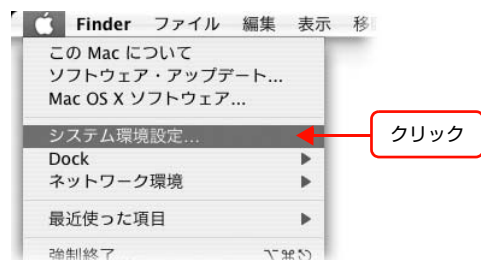 Finder ファイル 編集 表示
この Mac について
ソフトウェア・アップデート...
Mac OS X ソフトウェア...
システム環境設定...
クリック
Dock
ネットワーク環境
最近使った項目
強制終了